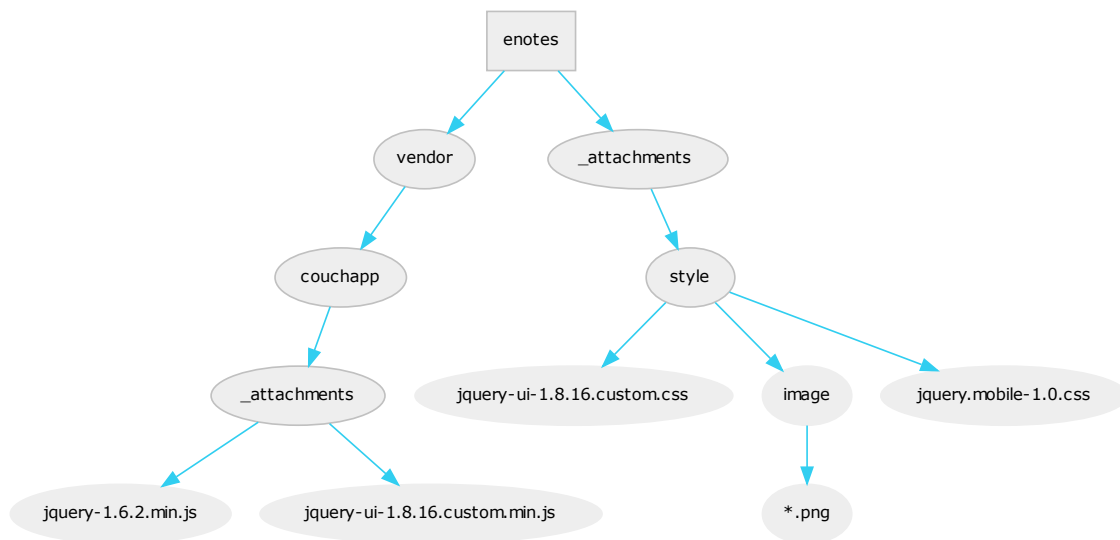 enotes
vendor
_attachments
couchapp
style
_attachments
jquery-ui-1.8.16.custom.css
image
jquery.mobile-1.0.css
jquery-1.6.2.min.js
jquery-ui-1.8.16.custom.min.js
*.png